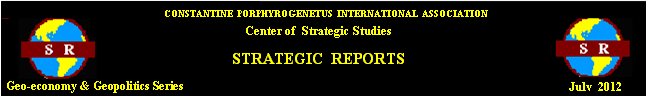 CONSTANTINE PORPHYROGENETUS INTERNATIONAL ASSOCIATION
Center of Strategic Studies
STRATEGIC REPORTS
S R
S R
Geo-economy & Geopolitics Series
July 2012